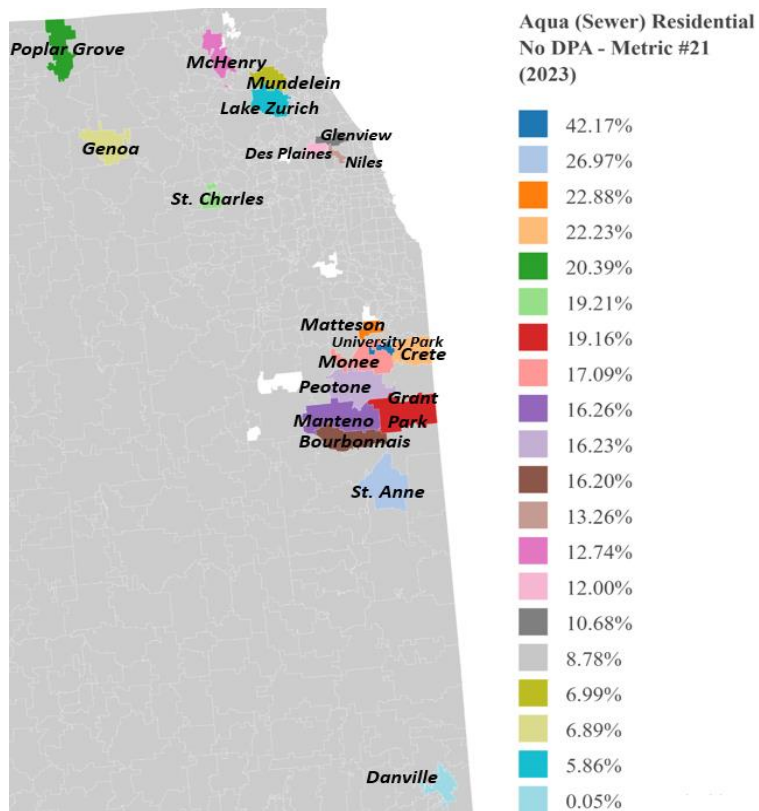 Aqua (Sewer) Residential
No DPA - Metric #21
(2023)
Poplar Grove
McHenry
Mundelein
Lake Zurich
Glenview
Genoa
Des Plaines
Niles
St. Charles
Matteson
University Park
Crete
Monee
Peotone
Grant
Park
Manteno
Bourbonnais
St. Anne
Danville
42.17%
26.97%
22.88%
22.23%
20.39%
19.21%
19.16%
17.09%
16.26%
16.23%
16.20%
13.26%
12.74%
12.00%
10.68%
8.78%
6.99%
6.89%
5.86%
0.05%